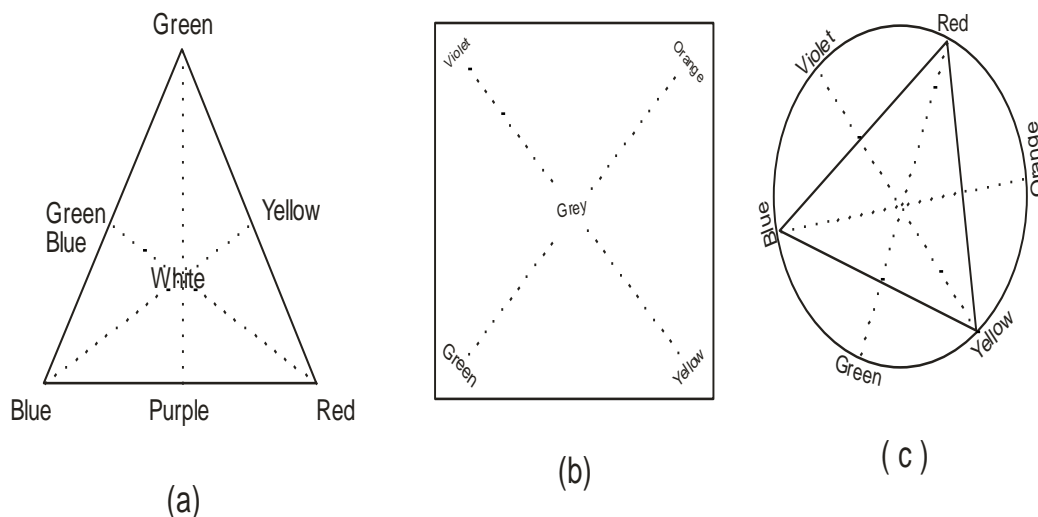 Green
Green
Blue
Yellow
White
Blue
Purple
Red
(a)
Violet
Orange
Grey
Green
Yellow
(b)
Violet
Red
Orange
Blue
Green
Yellow
( c )